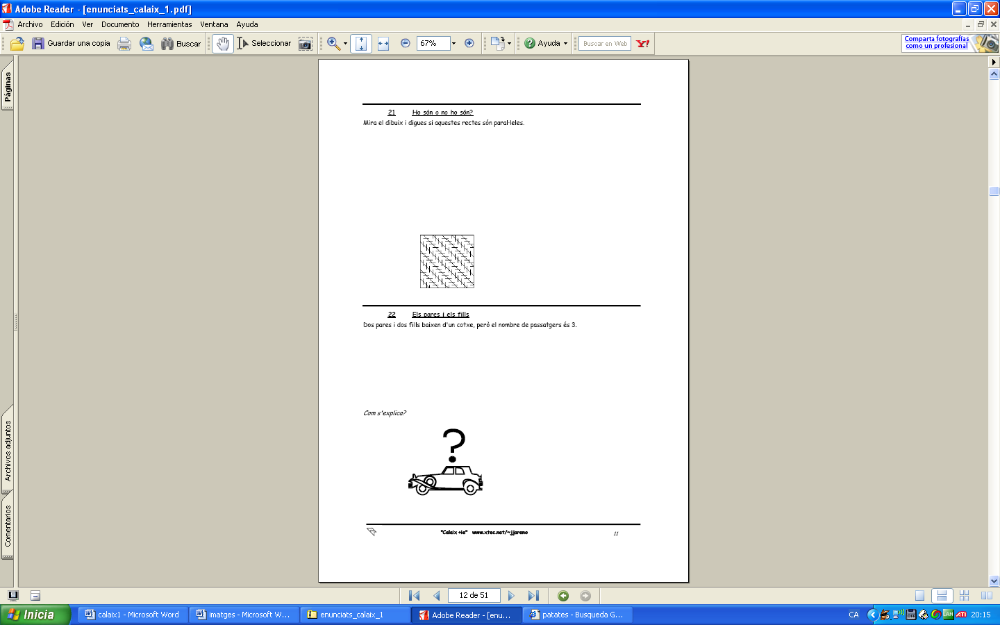 Adobe Reader - [enunciats_calaix_1.pdf]
Archivo Edición Ver Documento Herramientas Ventana Ayuda
Guardar una copia Buscar Seleccionar 67% Ayuda Buscar en Web Y!
Comparta fotografías
como un profesional
Páginas
Archivos adjuntos
Comentarios
21 Ho són o no ho són?
Mira el dibuix i digues si aquestes rectes són paral·leles.
22 Els pares i els fills
Dos pares i dos fills baixen d'un cotxe, però el nombre de passatgers és 3.
Com s'explica?
?
"Calaix +ie" www.xtec.net/~jjareno 11
12 de 51
Inicia calaix1 - Microsoft Word imatges - Microsoft W... enunciats_calaix_1 Adobe Reader - [enu... patates - Busqueda G... CA LAN ATI 20:15